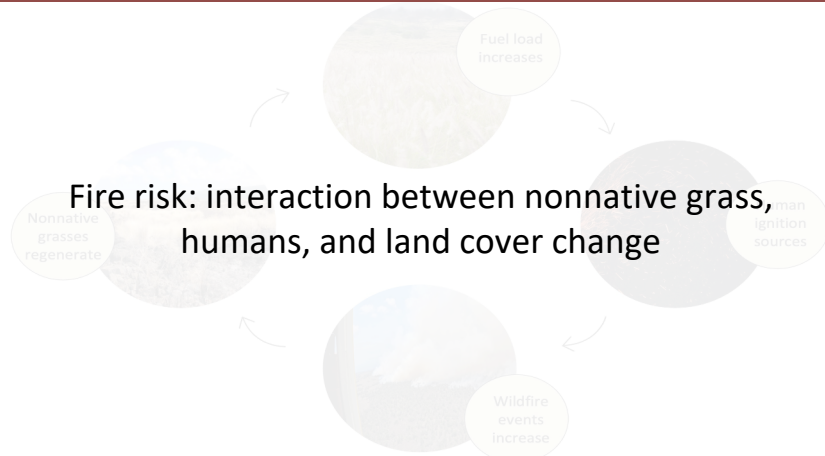 Fuel load
increases
Fire risk: interaction between nonnative grass,
humans, and land cover change
Nonnative
grasses
regenerate
ignition
sources
Wildfire
events
increase